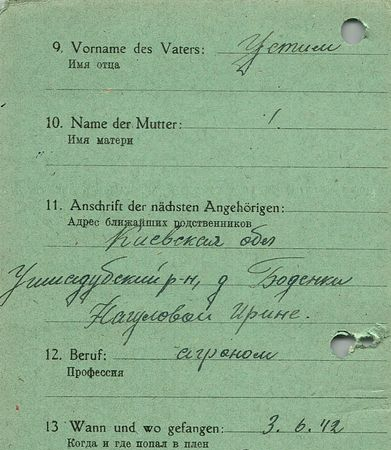 9. Vorname des Vaters: Устим
Имя отца
10. Name der Mutter:
Имя матери
11. Anschrift der nächsten Angehörigen:
Адрес ближайших родственников
Киевская обл
р-н, д Боденки
Нагуловой Ирине.
12. Beruf: агроном
Профессия
13 Wann und wo gefangen: 3. 6. 42
Когда и где попал в плен